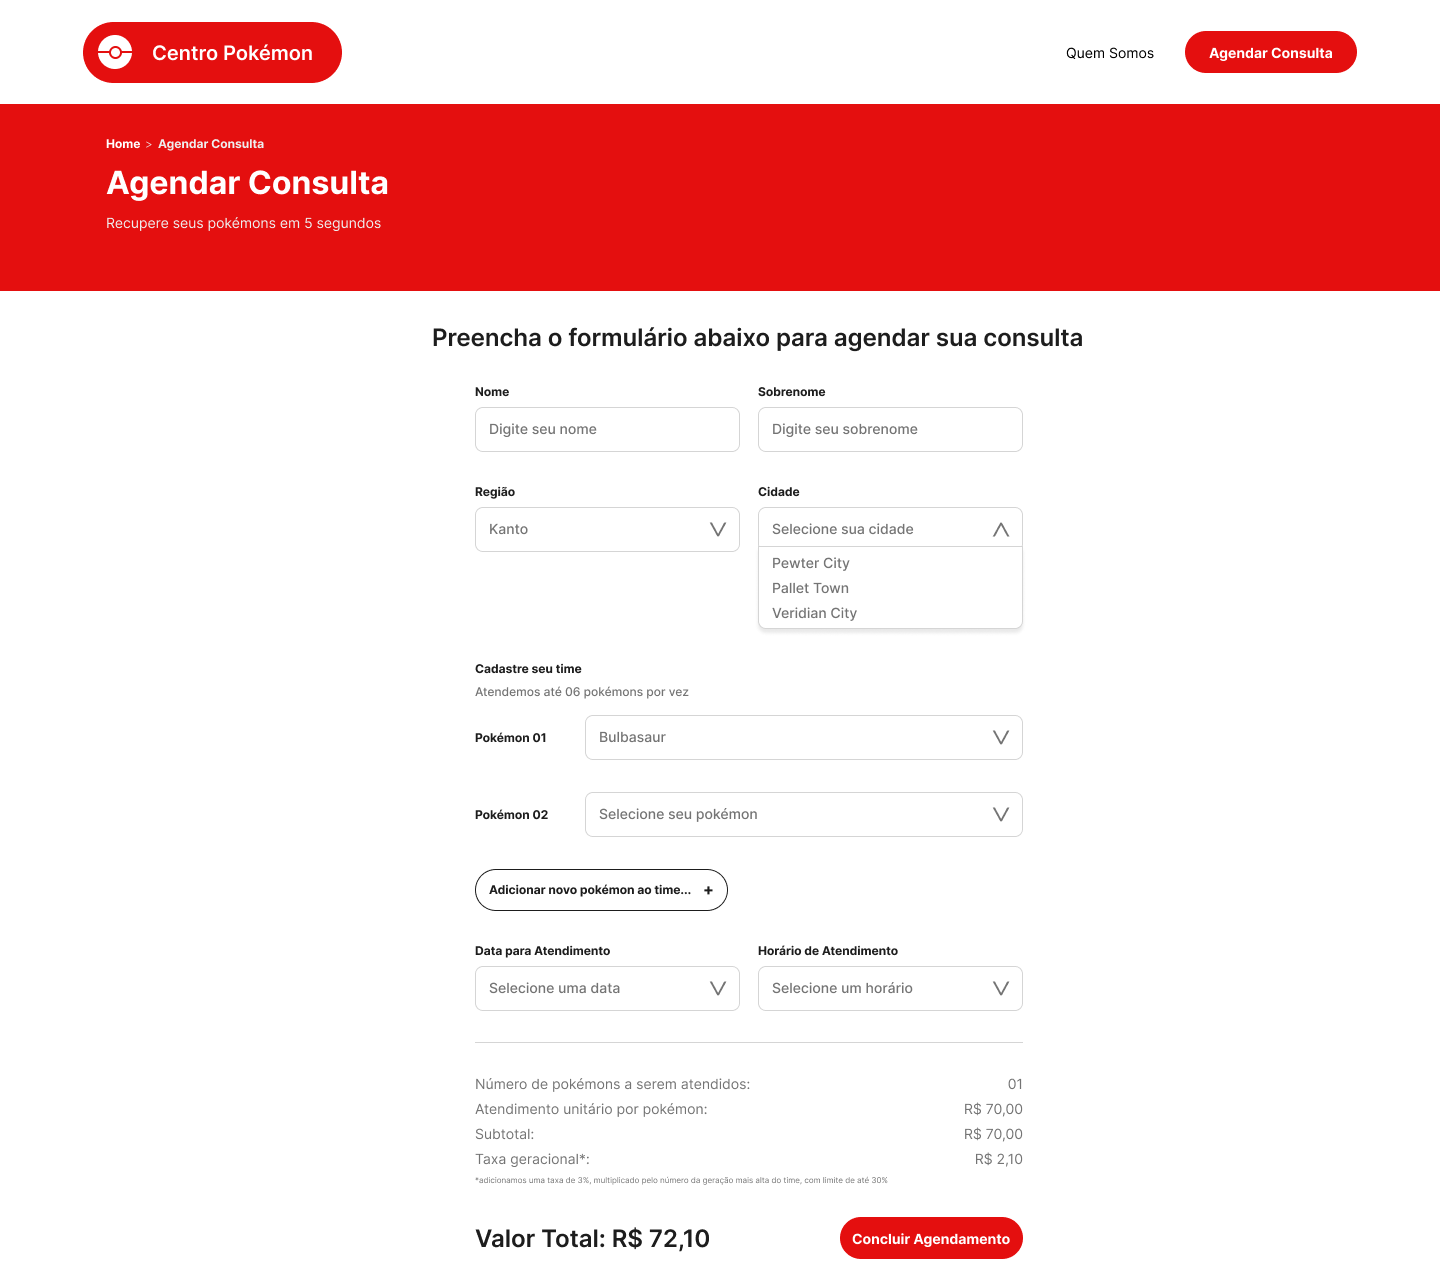 Centro Pokémon
Quem Somos
Agendar Consulta
Home > Agendar Consulta
Agendar Consulta
Recupere seus pokémons em 5 segundos
Preencha o formulário abaixo para agendar sua consulta
Nome
Sobrenome
Digite seu nome
Digite seu sobrenome
Região
Cidade
Kanto
Selecione sua cidade
Pewter City
Pallet Town
Veridian City
Cadastre seu time
Atendemos até 06 pokémons por vez
Pokémon 01
Bulbasaur
Pokémon 02
Selecione seu pokémon
Adicionar novo pokémon ao time... +
Data para Atendimento
Horário de Atendimento
Selecione uma data
Selecione um horário
Número de pokémons a serem atendidos: 01
Atendimento unitário por pokémon: R$ 70,00
Subtotal: R$ 70,00
Taxa geracional*: R$ 2,10
*adicionamos uma taxa de 3%, multiplicado pelo número da geração mais alta do time, com limite de até 30%
Valor Total: R$ 72,10
Concluir Agendamento